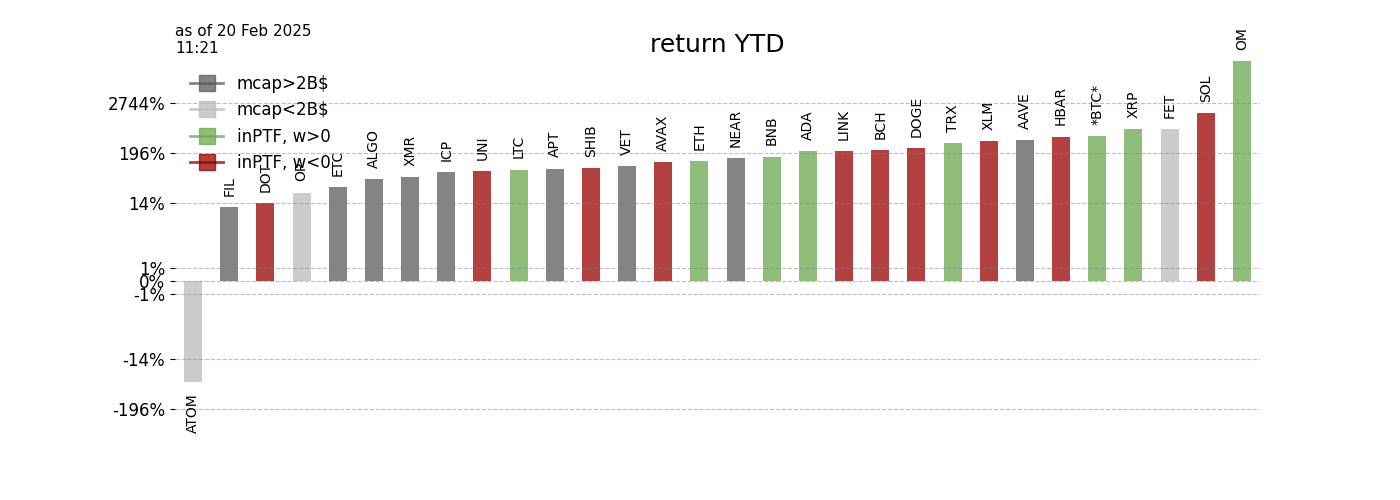 as of 20 Feb 2025
11:21
return YTD
mcap>2B$
mcap<2B$
inPTF, w>0
inPTF, w<0
2744%
196%
14%
1%
0%
-1%
-14%
-196%
ATOM
FIL
DOT
OP
ETC
ALGO
XMR
ICP
UNI
LTC
APT
SHIB
VET
AVAX
ETH
NEAR
BNB
ADA
LINK
BCH
DOGE
TRX
XLM
AAVE
HBAR
*BTC*
XRP
FET
SOL
OM